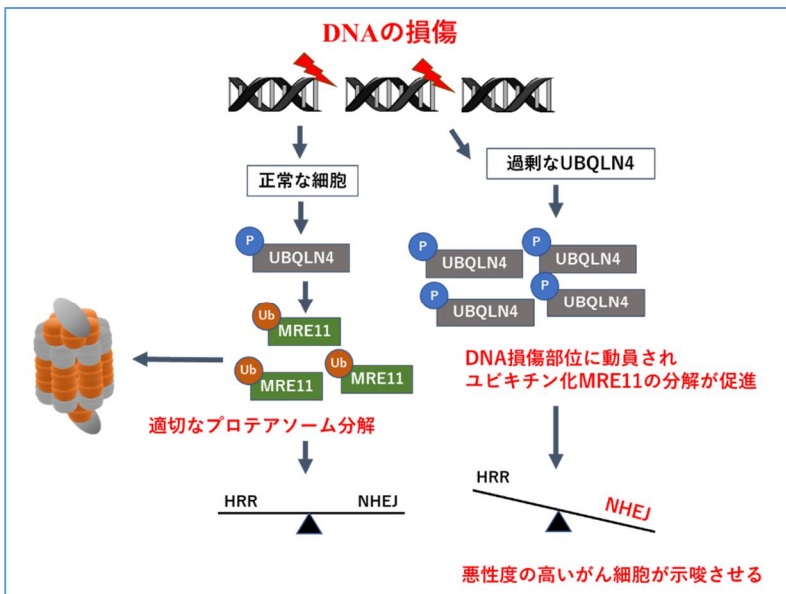 DNAの損傷
正常な細胞
過剰なUBQLN4
P
UBQLN4
P
UBQLN4
P
UBQLN4
P
UBQLN4
P
UBQLN4
Ub
MRE11
Ub
MRE11
Ub
MRE11
適切なプロテアソーム分解
DNA損傷部位に動員され
ユビキチン化MRE11の分解が促進
HRR
NHEJ
HRR
NHEJ
悪性度の高いがん細胞が示唆させる